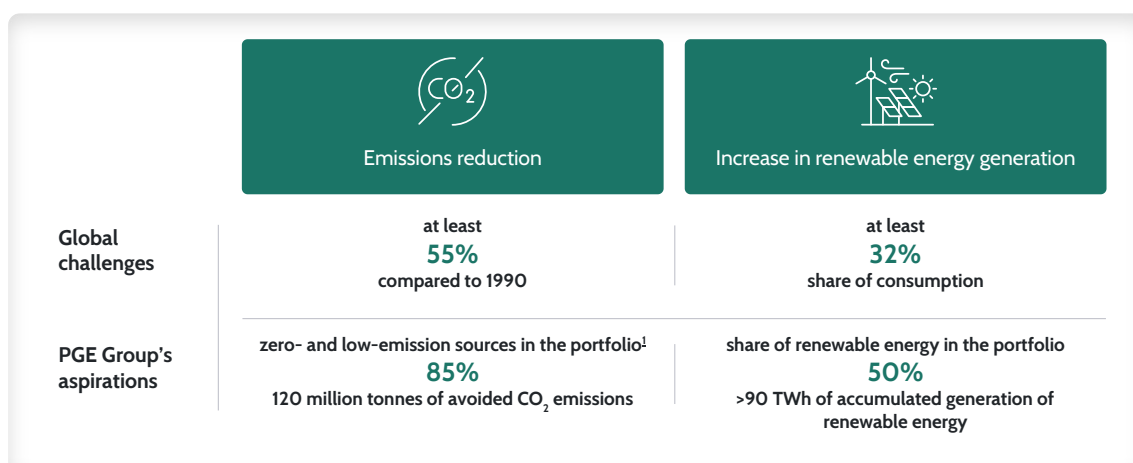 CO2
Emissions reduction
Increase in renewable energy generation
Global
challenges
at least
55%
compared to 1990
at least
32%
share of consumption
PGE Group's
aspirations
zero- and low-emission sources in the portfolio¹
85%
120 million tonnes of avoided CO₂ emissions
share of renewable energy in the portfolio
50%
>90 TWh of accumulated generation of
renewable energy